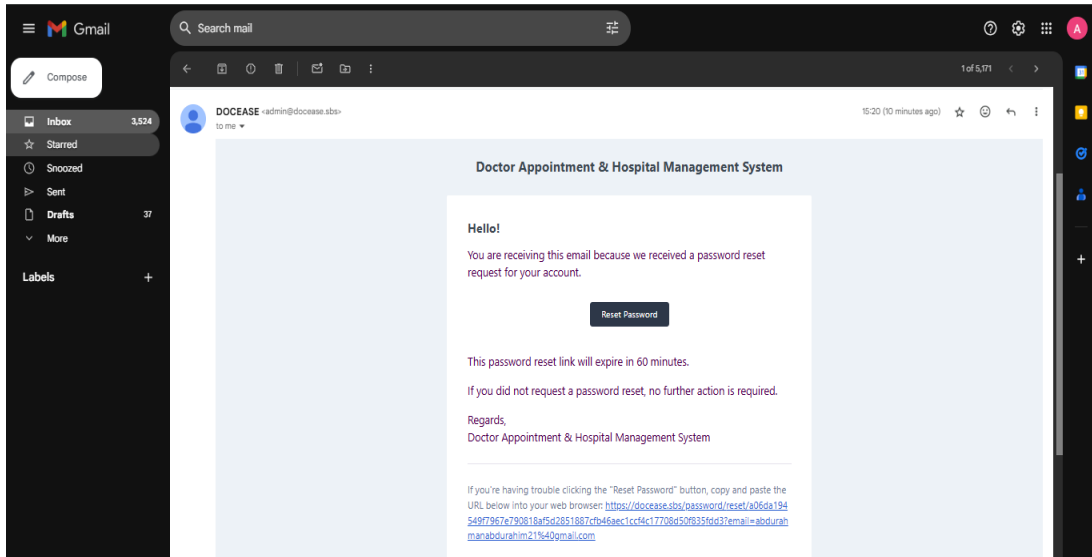 Gmail
Search mail
Compose
1 of 5,171
Inbox 3,524
Starred
Snoozed
Sent
Drafts 37
More
Labels
DOCEASE <admin@docease.sbs>
to me
15:20 (10 minutes ago)
A
Doctor Appointment & Hospital Management System
Hello!
You are receiving this email because we received a password reset
request for your account.
Reset Password
This password reset link will expire in 60 minutes.
If you did not request a password reset, no further action is required.
Regards,
Doctor Appointment & Hospital Management System
If you're having trouble clicking the "Reset Password" button, copy and paste the
URL below into your web browser: https://docease.sbs/password/reset/a06da194
549f7967e790818af5d2851887cfb46aec1ccf4c17708d50f835fdd3?email=abdurah
manabdurahim21%40gmail.com